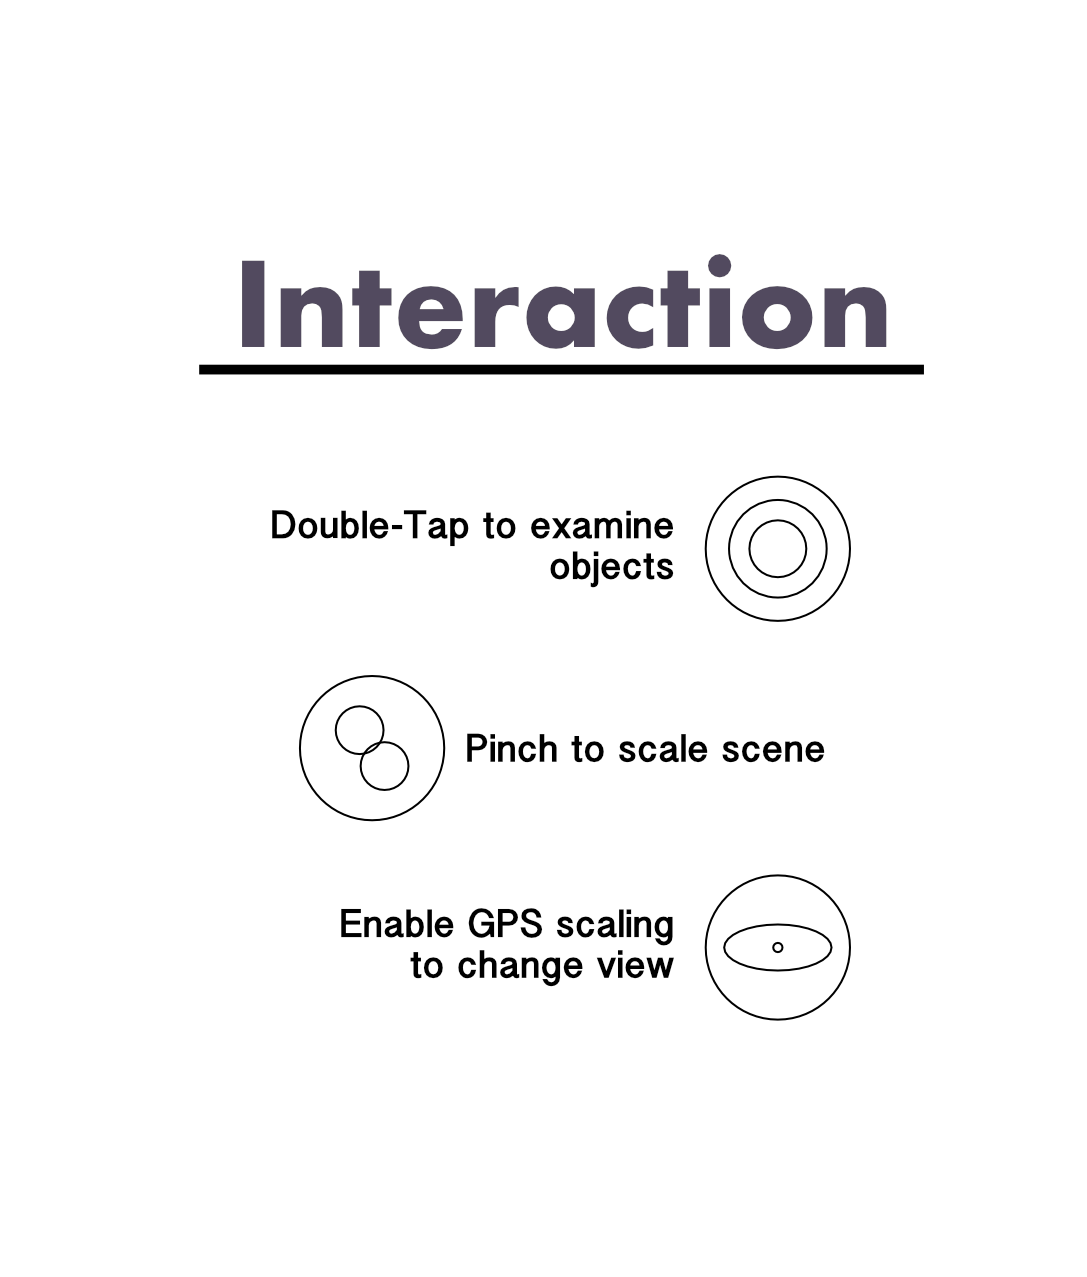 Interaction
Double-Tap to examine
objects
Pinch to scale scene
Enable GPS scaling
to change view